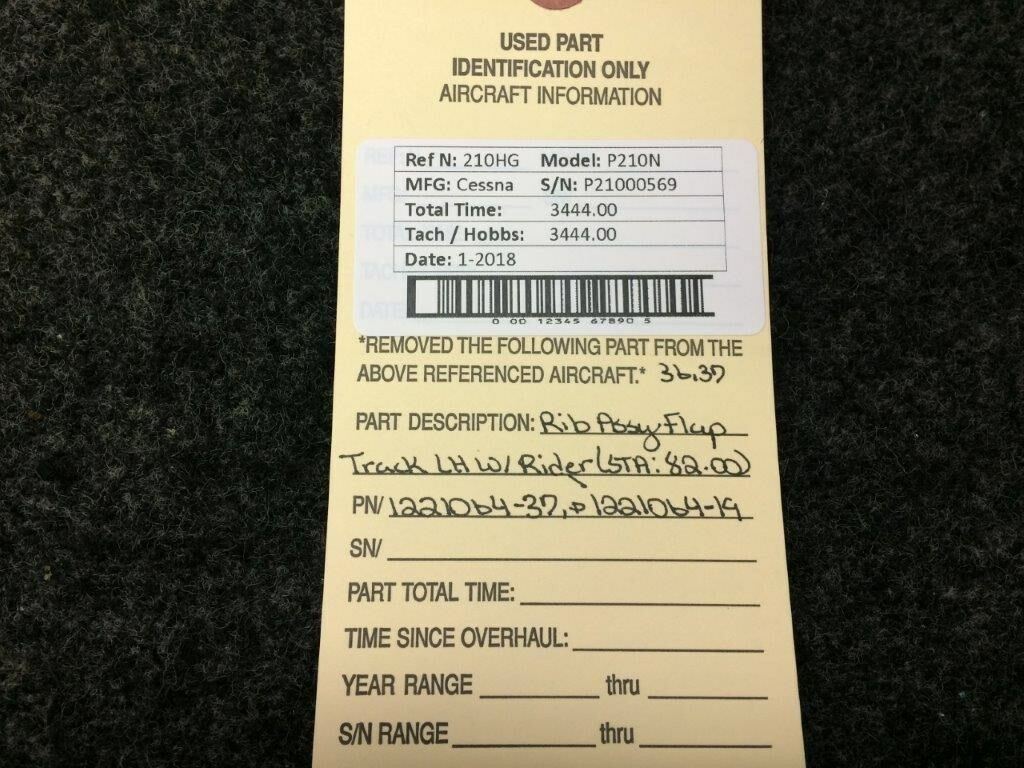 USED PART
IDENTIFICATION ONLY
AIRCRAFT INFORMATION
Ref N: 210HG Model: P210N
MFG: Cessna S/N: P21000569
Total Time: 3444.00
Tach / Hobbs: 3444.00
Date: 1-2018
0 00 12345 67890 5
*REMOVED THE FOLLOWING PART FROM THE
ABOVE REFERENCED AIRCRAFT.* 36.37
PART DESCRIPTION: Rib Assy Flap
Track LH W/ Rider (STA: 82.00)
PN/ 1221064-37, 1221064-19
SN/
PART TOTAL TIME:
TIME SINCE OVERHAUL:
YEAR RANGE thru
S/N RANGE thru